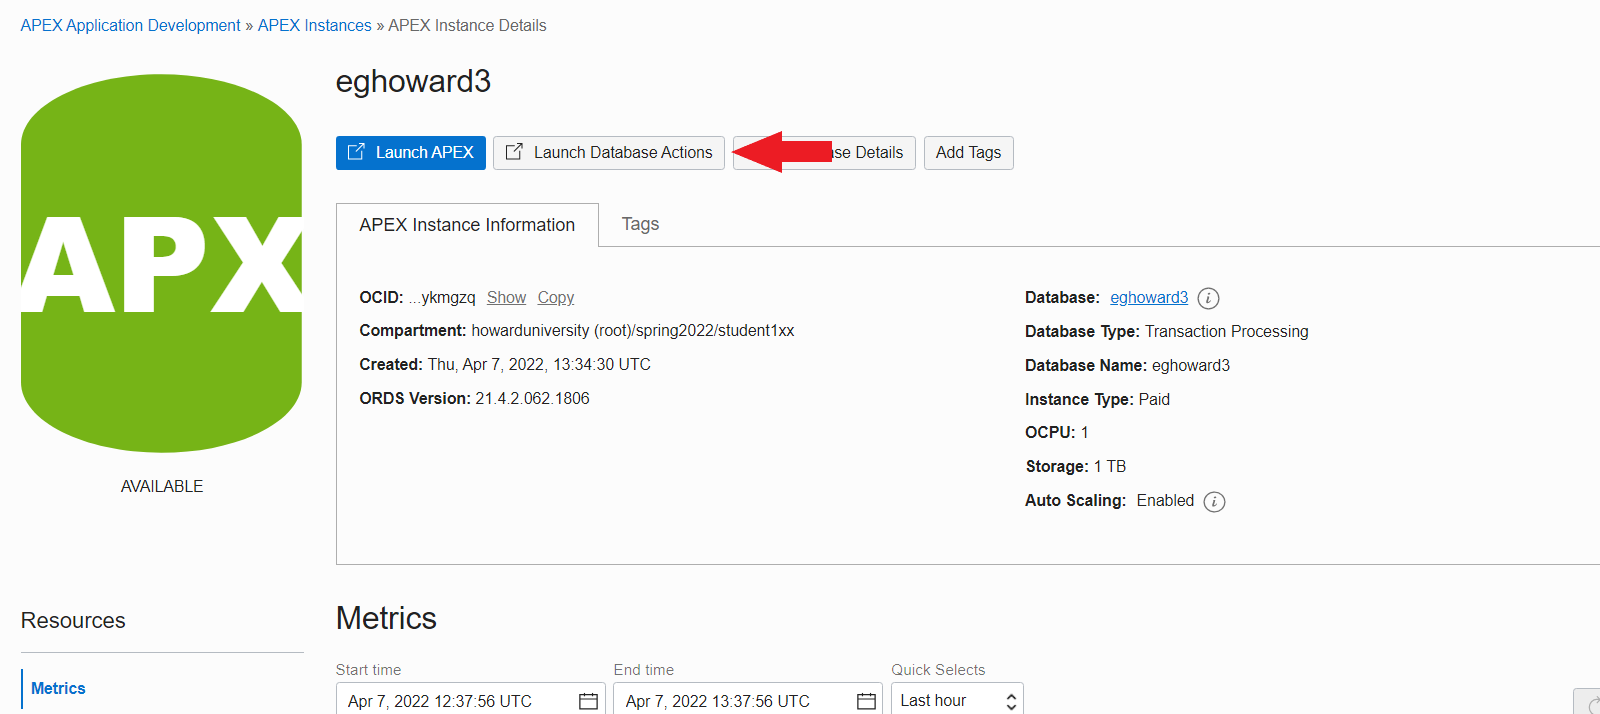 APEX Application Development » APEX Instances » APEX Instance Details
eghoward3
Launch APEX Launch Database Actions se Details Add Tags
APX
AVAILABLE
APEX Instance Information Tags
OCID: ...ykmgzq Show Copy
Compartment: howarduniversity (root)/spring2022/student1xx
Created: Thu, Apr 7, 2022, 13:34:30 UTC
ORDS Version: 21.4.2.062.1806
Database: eghoward3 i
Database Type: Transaction Processing
Database Name: eghoward3
Instance Type: Paid
OCPU: 1
Storage: 1 TB
Auto Scaling: Enabled i
Resources
Metrics
Metrics
Start time End time Quick Selects
Apr 7, 2022 12:37:56 UTC Apr 7, 2022 13:37:56 UTC Last hour